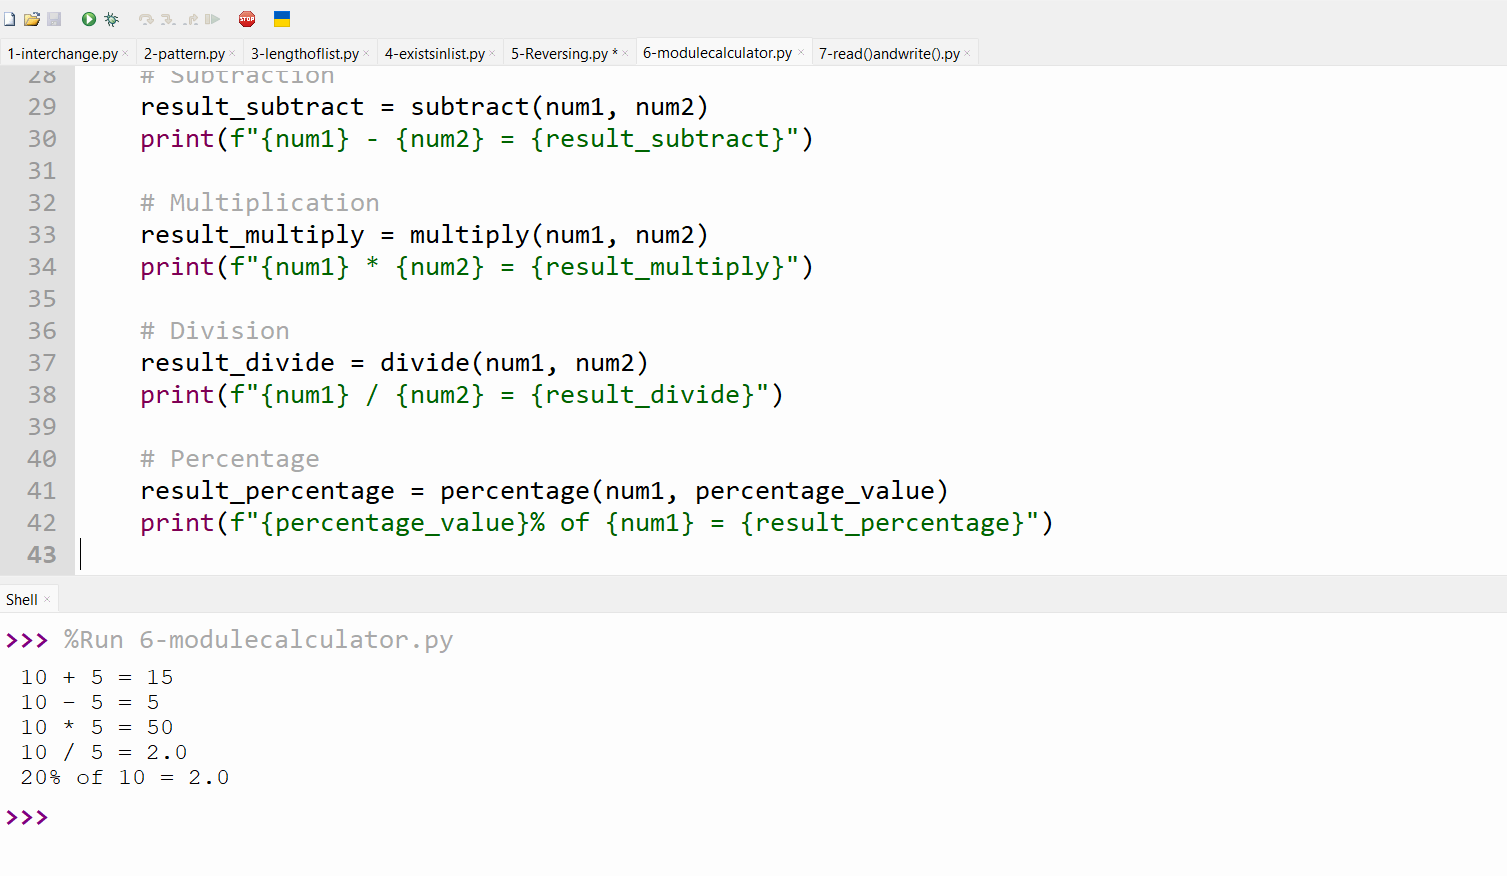 STOP
1-interchange.py × 2-pattern.py × 3-lengthoflist.py × 4-existsinlist.py × 5-Reversing.py * × 6-modulecalculator.py × 7-read()andwrite().py ×
28     # Subtraction
29     result_subtract = subtract(num1, num2)
30     print(f"{num1} - {num2} = {result_subtract}")
31
32     # Multiplication
33     result_multiply = multiply(num1, num2)
34     print(f"{num1} * {num2} = {result_multiply}")
35
36     # Division
37     result_divide = divide(num1, num2)
38     print(f"{num1} / {num2} = {result_divide}")
39
40     # Percentage
41     result_percentage = percentage(num1, percentage_value)
42     print(f"{percentage_value}% of {num1} = {result_percentage}")
43
Shell ×
>>> %Run 6-modulecalculator.py
10 + 5 = 15
10 - 5 = 5
10 * 5 = 50
10 / 5 = 2.0
20% of 10 = 2.0
>>>